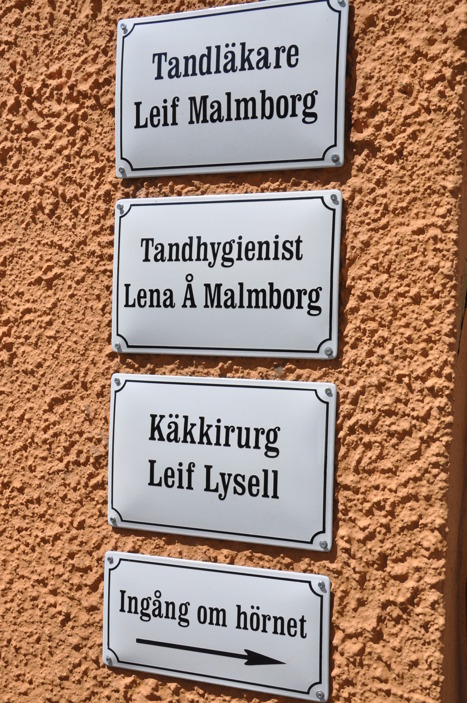 Tandläkare
Leif Malmborg
Tandhygienist
Lena Å Malmborg
Käkkirurg
Leif Lysell
Ingång om hörnet